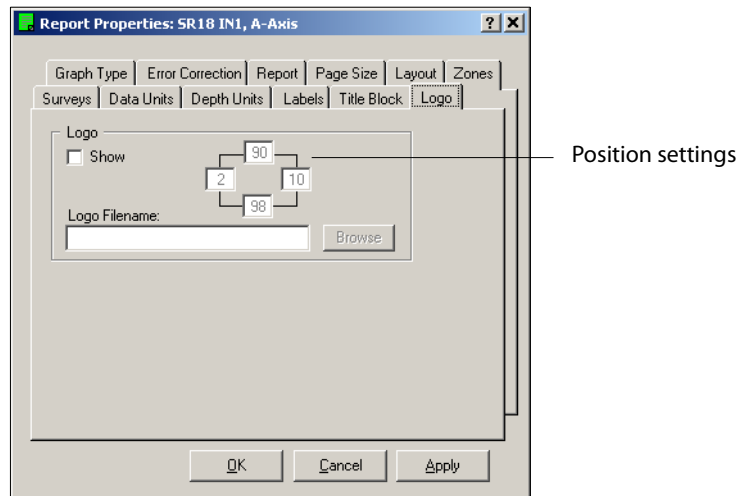 Report Properties: SR18 IN1, A-Axis
Graph Type Error Correction Report Page Size Layout Zones
Surveys Data Units Depth Units Labels Title Block Logo
Logo
Show
90
2 10
98
Position settings
Logo Filename:
Browse
OK Cancel Apply